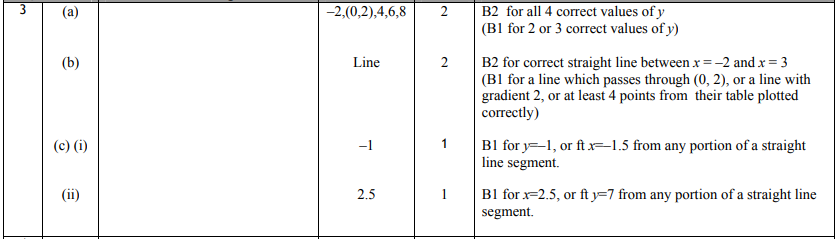 3 (a) –2,(0,2),4,6,8 2 B2 for all 4 correct values of y
(B1 for 2 or 3 correct values of y)
(b) Line 2 B2 for correct straight line between x = –2 and x = 3
(B1 for a line which passes through (0, 2), or a line with
gradient 2, or at least 4 points from their table plotted
correctly)
(c) (i) –1 1 B1 for y=–1, or ft x=–1.5 from any portion of a straight
line segment.
(ii) 2.5 1 B1 for x=2.5, or ft y=7 from any portion of a straight line
segment.